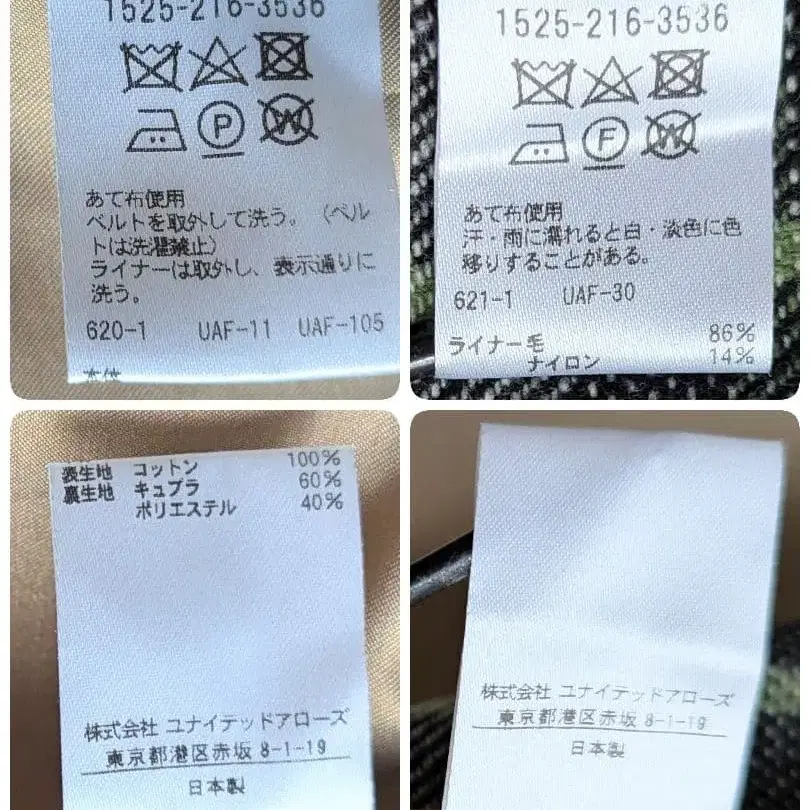 1525-216-3536
P
W
あて布使用
ベルトを取外して洗う。(ベル
トは洗濯禁止)
ライナーは取外し、表示通りに
洗う。
620-1 UAF-11 UAF-105
本体
1525-216-3536
F
W
あて布使用
汗・雨に濡れると白・淡色に色
移りすることがある。
621-1 UAF-30
ライナー毛 86%
ナイロン 14%
表生地 コットン 100%
裏生地 キュプラ 60%
ポリエステル 40%
株式会社 ユナイテッドアローズ
東京都港区赤坂 8-1-19
日本製
株式会社 ユナイテッドアローズ
東京都港区赤坂 8-1-19
日本製